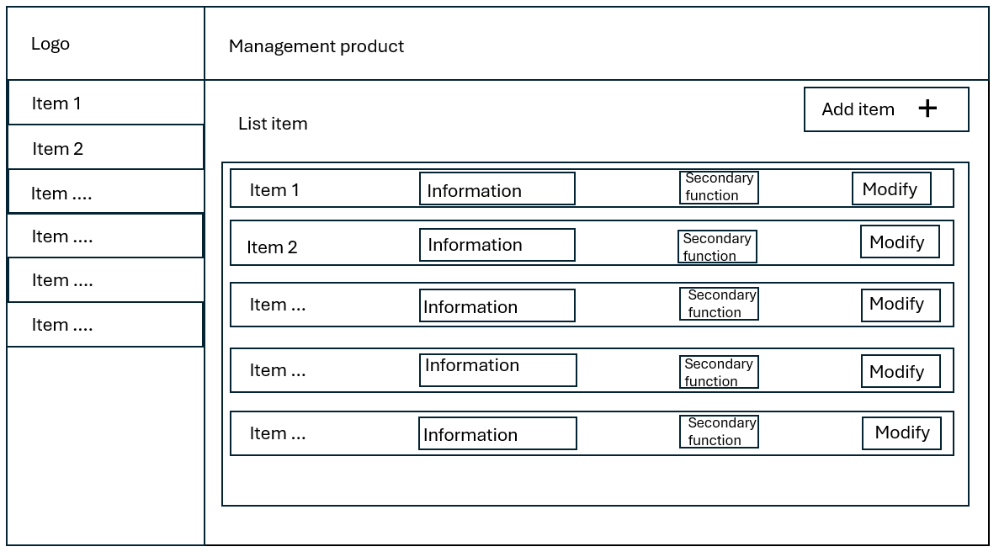 Logo
Management product
Item 1
Item 2
Item ....
Item ....
Item ....
Item ....
List item
Add item +
Item 1
Information
Secondary
function
Modify
Item 2
Information
Secondary
function
Modify
Item ...
Information
Secondary
function
Modify
Item ...
Information
Secondary
function
Modify
Item ...
Information
Secondary
function
Modify